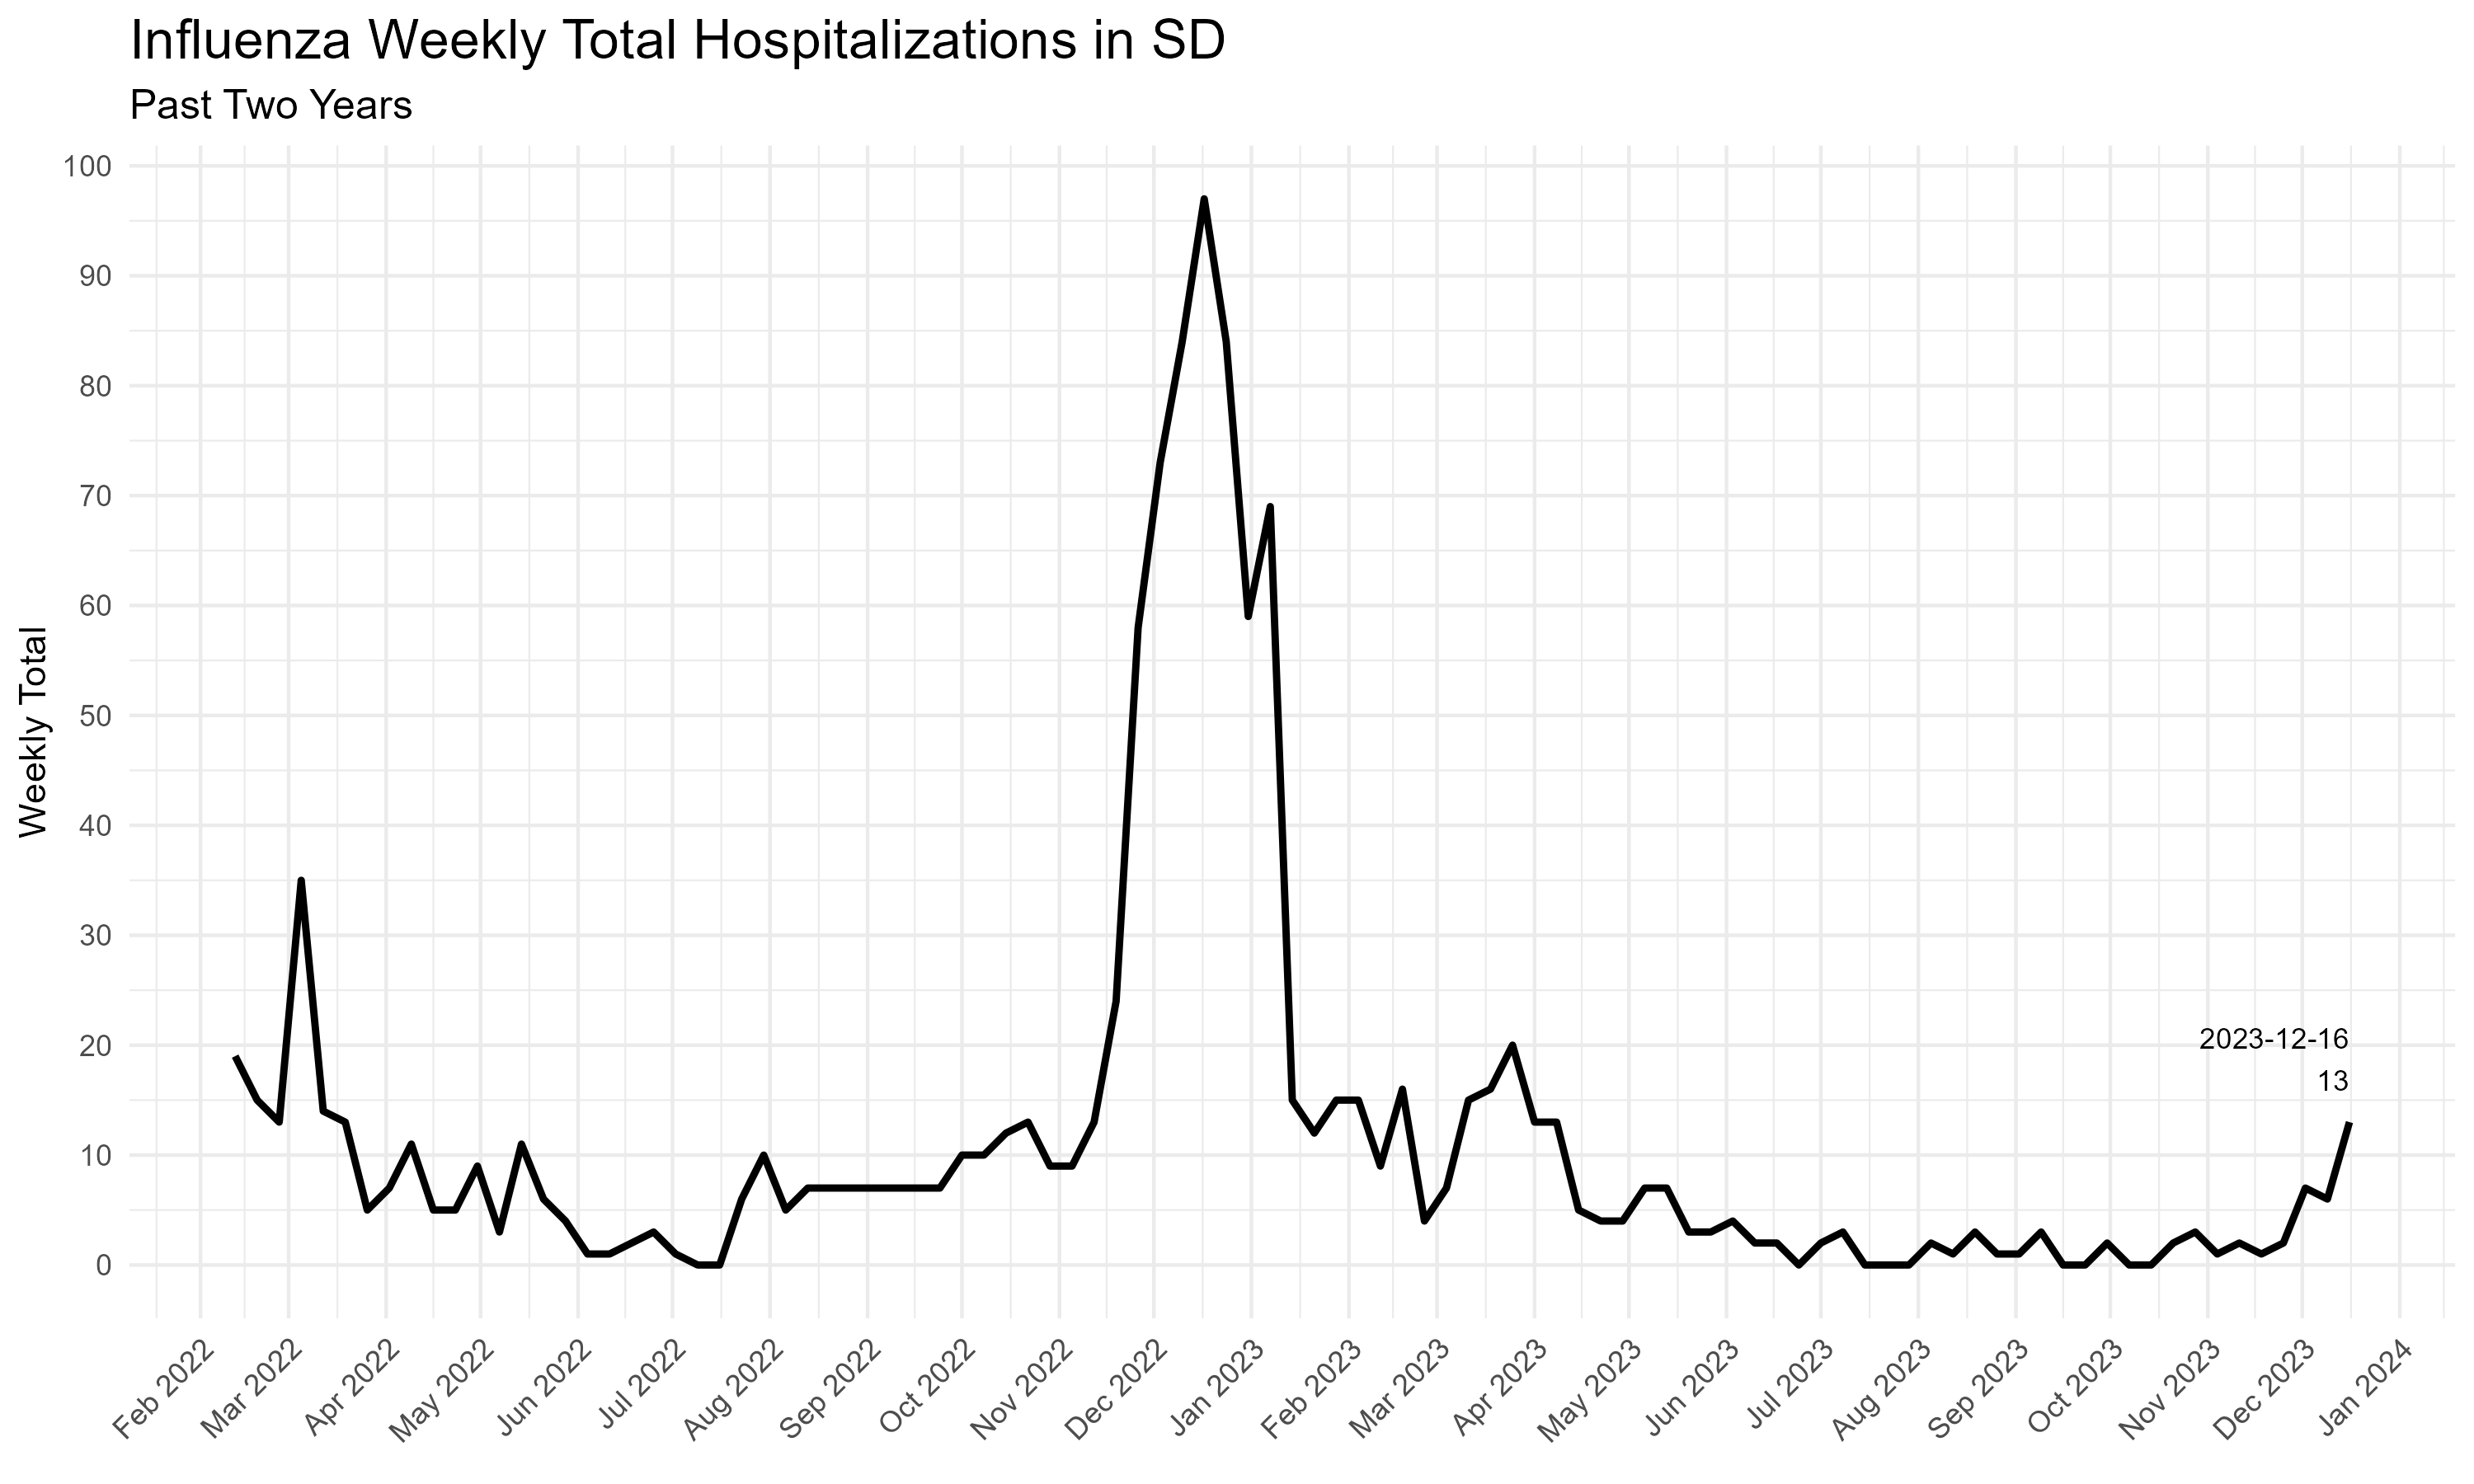 Influenza Weekly Total Hospitalizations in SD
Past Two Years
Weekly Total
100
90
80
70
60
50
40
30
20
10
0
2023-12-16
13
Feb 2022
Mar 2022
Apr 2022
May 2022
Jun 2022
Jul 2022
Aug 2022
Sep 2022
Oct 2022
Nov 2022
Dec 2022
Jan 2023
Feb 2023
Mar 2023
Apr 2023
May 2023
Jun 2023
Jul 2023
Aug 2023
Sep 2023
Oct 2023
Nov 2023
Dec 2023
Jan 2024